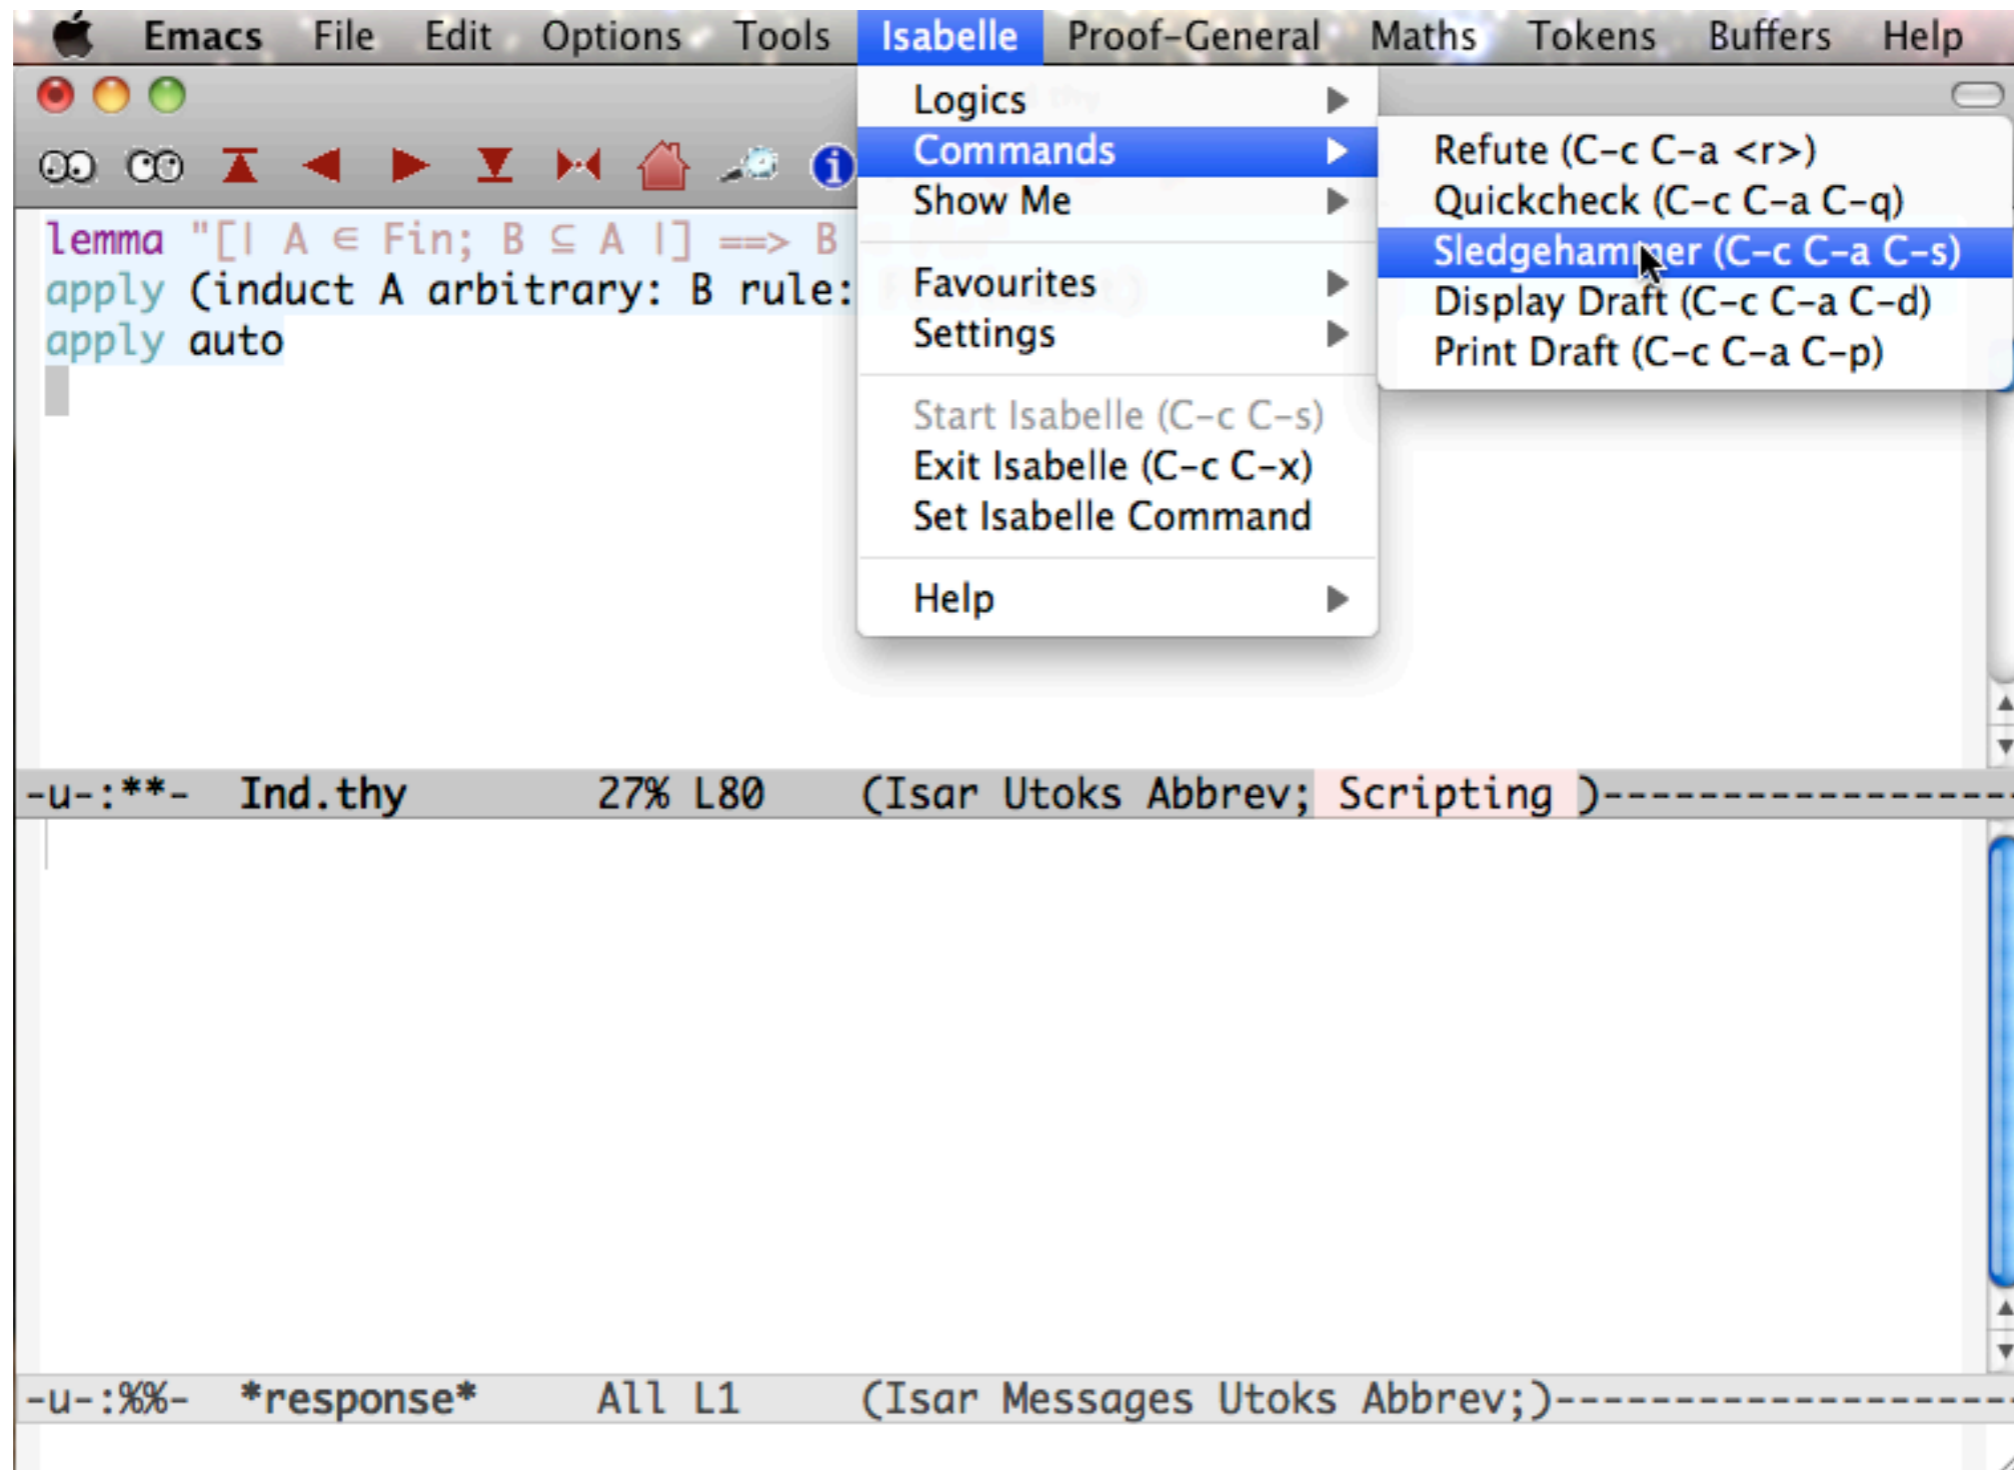 Emacs File Edit Options Tools Isabelle Proof-General Maths Tokens Buffers Help
Logics
Commands
Show Me
Favourites
Settings
Start Isabelle (C-c C-s)
Exit Isabelle (C-c C-x)
Set Isabelle Command
Help
Refute (C-c C-a <r>)
Quickcheck (C-c C-a C-q)
Sledgehammer (C-c C-a C-s)
Display Draft (C-c C-a C-d)
Print Draft (C-c C-a C-p)
lemma "[| A ∈ Fin; B ⊆ A |] ==> B
apply (induct A arbitrary: B rule:
apply auto
-u-:**- Ind.thy 27% L80 (Isar Utoks Abbrev; Scripting )------------------
-u-:%%- *response* All L1 (Isar Messages Utoks Abbrev;)--------------------